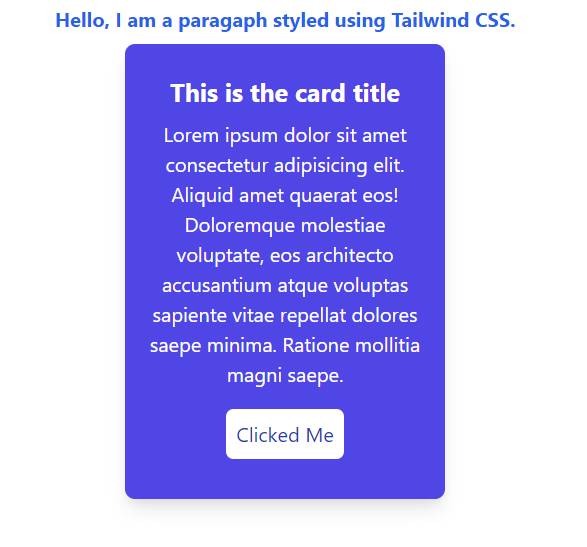 Hello, I am a paragaph styled using Tailwind CSS.
This is the card title
Lorem ipsum dolor sit amet
consectetur adipisicing elit.
Aliquid amet quaerat eos!
Doloremque molestiae
voluptate, eos architecto
accusantium atque voluptas
sapiente vitae repellat dolores
saepe minima. Ratione mollitia
magni saepe.
Clicked Me